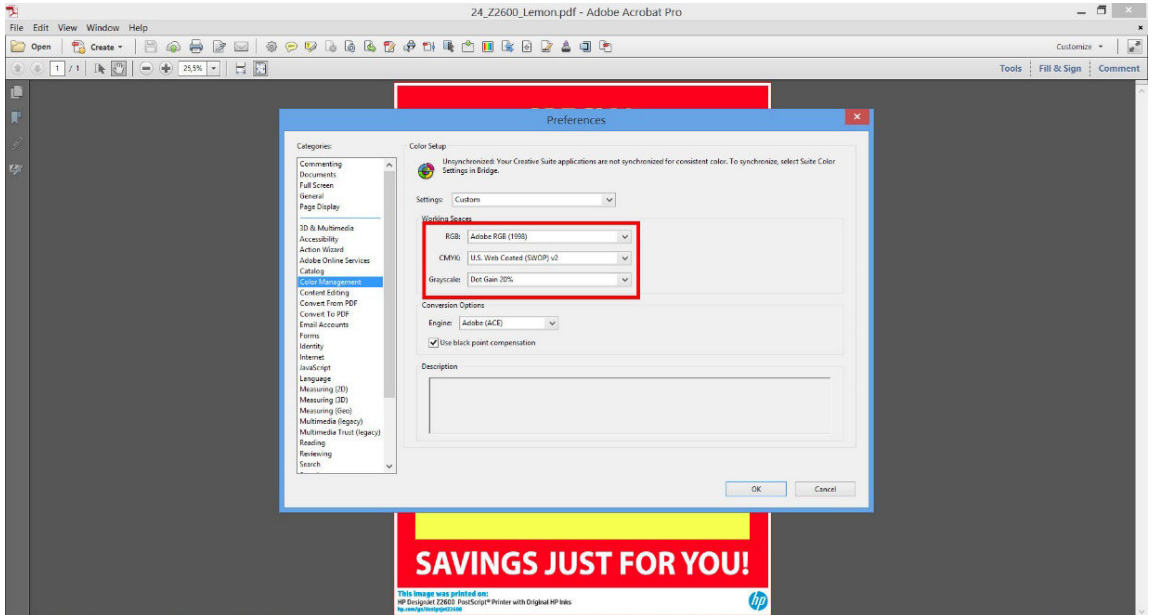 24_Z2600_Lemon.pdf - Adobe Acrobat Pro
File Edit View Window Help
Open Create Customize
1 / 1 25,5% Tools Fill & Sign Comment
Preferences
Categories:
Commenting
Documents
Full Screen
General
Page Display
3D & Multimedia
Accessibility
Action Wizard
Adobe Online Services
Catalog
Color Management
Content Editing
Convert From PDF
Convert To PDF
Email Accounts
Forms
Identity
Internet
JavaScript
Language
Measuring (2D)
Measuring (3D)
Measuring (Geo)
Multimedia (legacy)
Multimedia Trust (legacy)
Reading
Reviewing
Search
Color Setup
Unsynchronized: Your Creative Suite applications are not synchronized for consistent color. To synchronize, select Suite Color
Settings in Bridge.
Settings: Custom
Working Spaces
RGB: Adobe RGB (1998)
CMYK: U.S. Web Coated (SWOP) v2
Grayscale: Dot Gain 20%
Conversion Options
Engine: Adobe (ACE)
Use black point compensation
Description
OK Cancel
SAVINGS JUST FOR YOU!
This image was printed on:
HP DesignJet Z2600 PostScript® Printer with Original HP Inks
hp.com/go/designjetZ2600
hp